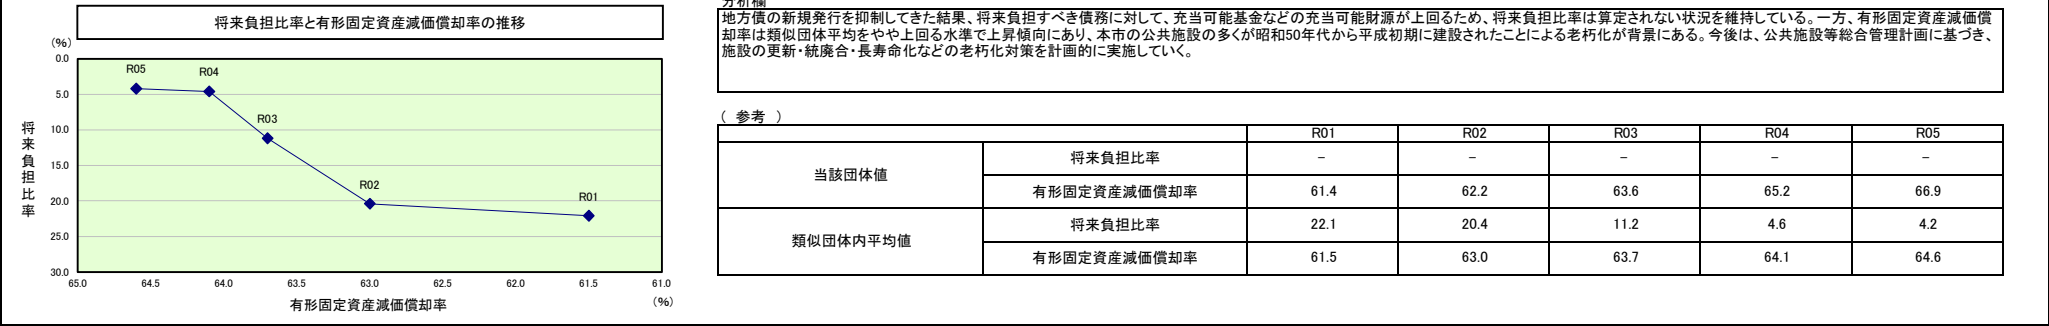 将来負担比率と有形固定資産減価償却率の推移
(%)
0.0
5.0
10.0
15.0
20.0
25.0
30.0
将来負担比率
R05
R04
R03
R02
R01
65.0 64.5 64.0 63.5 63.0 62.5 62.0 61.5 61.0
有形固定資産減価償却率
(%)
分析欄
地方債の新規発行を抑制してきた結果、将来負担すべき債務に対して、充当可能基金などの充当可能財源が上回るため、将来負担比率は算定されない状況を維持している。一方、有形固定資産減価償
却率は類似団体平均をやや上回る水準で上昇傾向にあり、本市の公共施設の多くが昭和50年代から平成初期に建設されたことによる老朽化が背景にある。今後は、公共施設等総合管理計画に基づき、
施設の更新・統廃合・長寿命化などの老朽化対策を計画的に実施していく。
( 参考 )
R01 R02 R03 R04 R05
当該団体値
将来負担比率 － － － － －
有形固定資産減価償却率 61.4 62.2 63.6 65.2 66.9
類似団体内平均値
将来負担比率 22.1 20.4 11.2 4.6 4.2
有形固定資産減価償却率 61.5 63.0 63.7 64.1 64.6